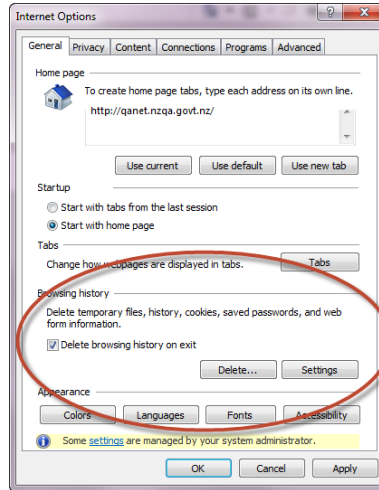 Internet Options
General Privacy Content Connections Programs Advanced
Home page
To create home page tabs, type each address on its own line.
http://qanet.nzqa.govt.nz/
Use current Use default Use new tab
Startup
Start with tabs from the last session
Start with home page
Tabs
Change how webpages are displayed in tabs. Tabs
Browsing history
Delete temporary files, history, cookies, saved passwords, and web
form information.
Delete browsing history on exit
Delete... Settings
Appearance
Colors Languages Fonts Accessibility
Some settings are managed by your system administrator.
OK Cancel Apply